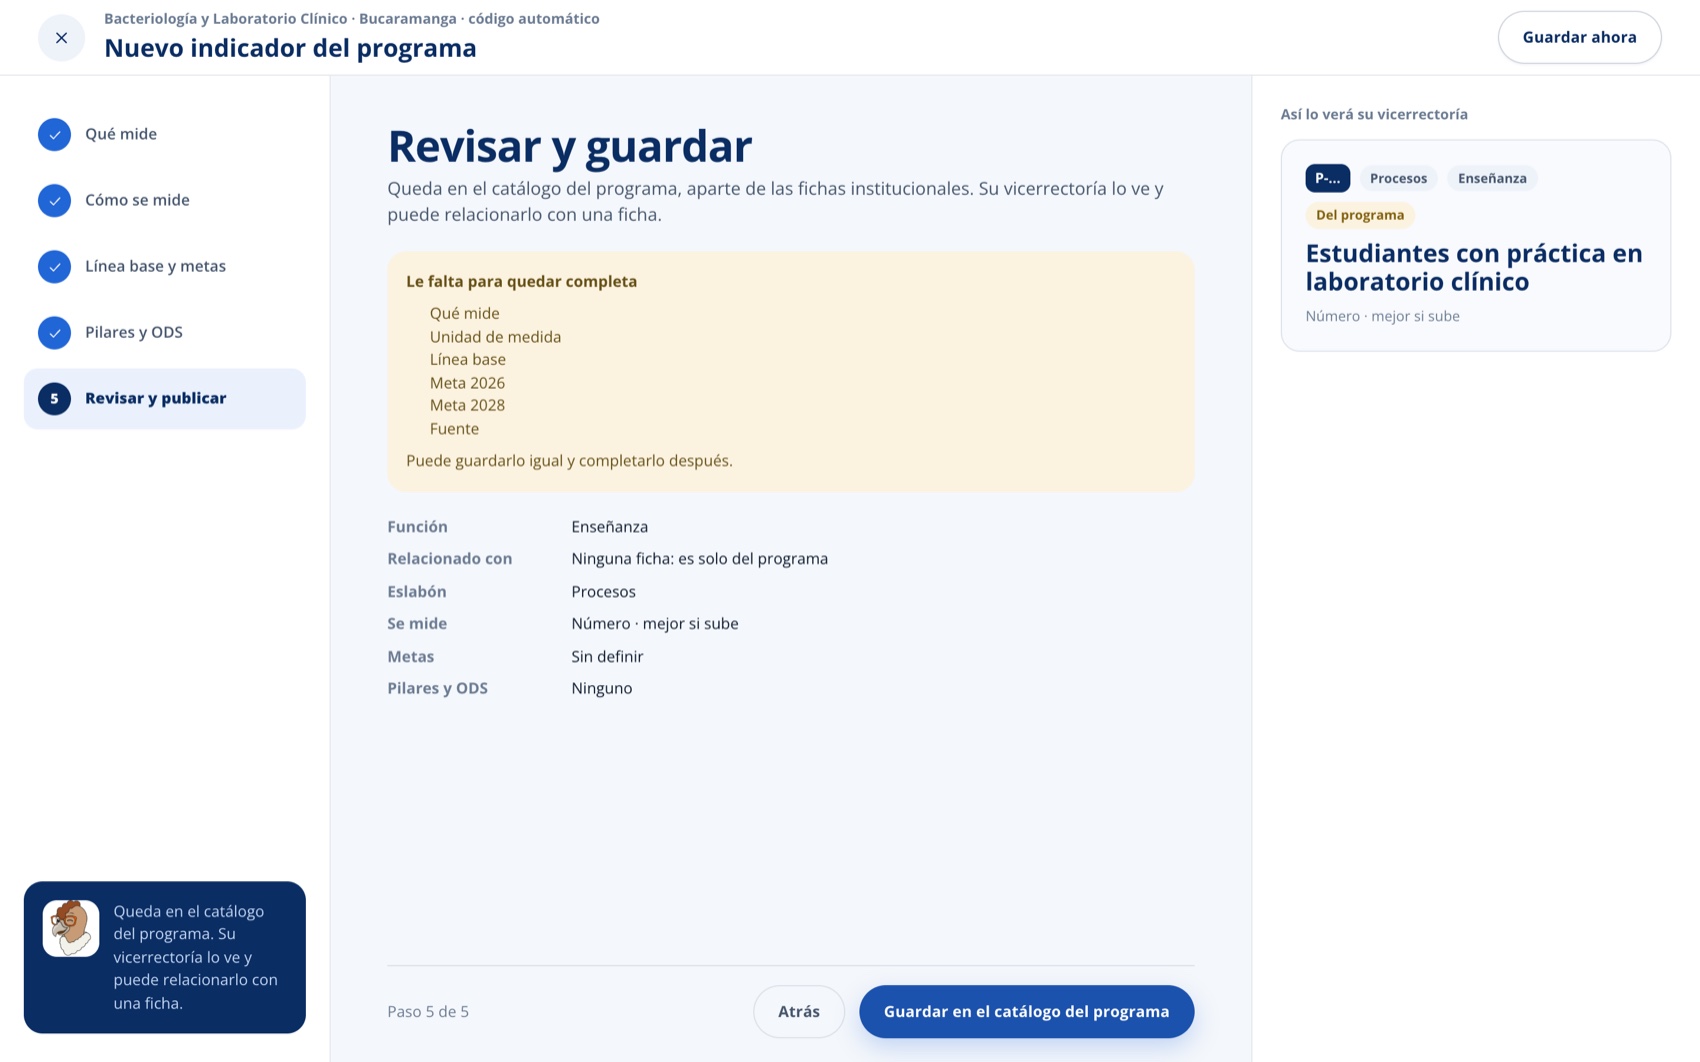 Bacteriología y Laboratorio Clínico · Bucaramanga · código automático
Nuevo indicador del programa
Guardar ahora
Qué mide
Cómo se mide
Línea base y metas
Pilares y ODS
5 Revisar y publicar
Queda en el catálogo
del programa. Su
vicerrectoría lo ve y
puede relacionarlo con
una ficha.
Revisar y guardar
Queda en el catálogo del programa, aparte de las fichas institucionales. Su vicerrectoría lo ve y
puede relacionarlo con una ficha.
Le falta para quedar completa
Qué mide
Unidad de medida
Línea base
Meta 2026
Meta 2028
Fuente
Puede guardarlo igual y completarlo después.
Función Enseñanza
Relacionado con Ninguna ficha: es solo del programa
Eslabón Procesos
Se mide Número · mejor si sube
Metas Sin definir
Pilares y ODS Ninguno
Paso 5 de 5
Atrás
Guardar en el catálogo del programa
Así lo verá su vicerrectoría
P-... Procesos Enseñanza
Del programa
Estudiantes con práctica en
laboratorio clínico
Número · mejor si sube